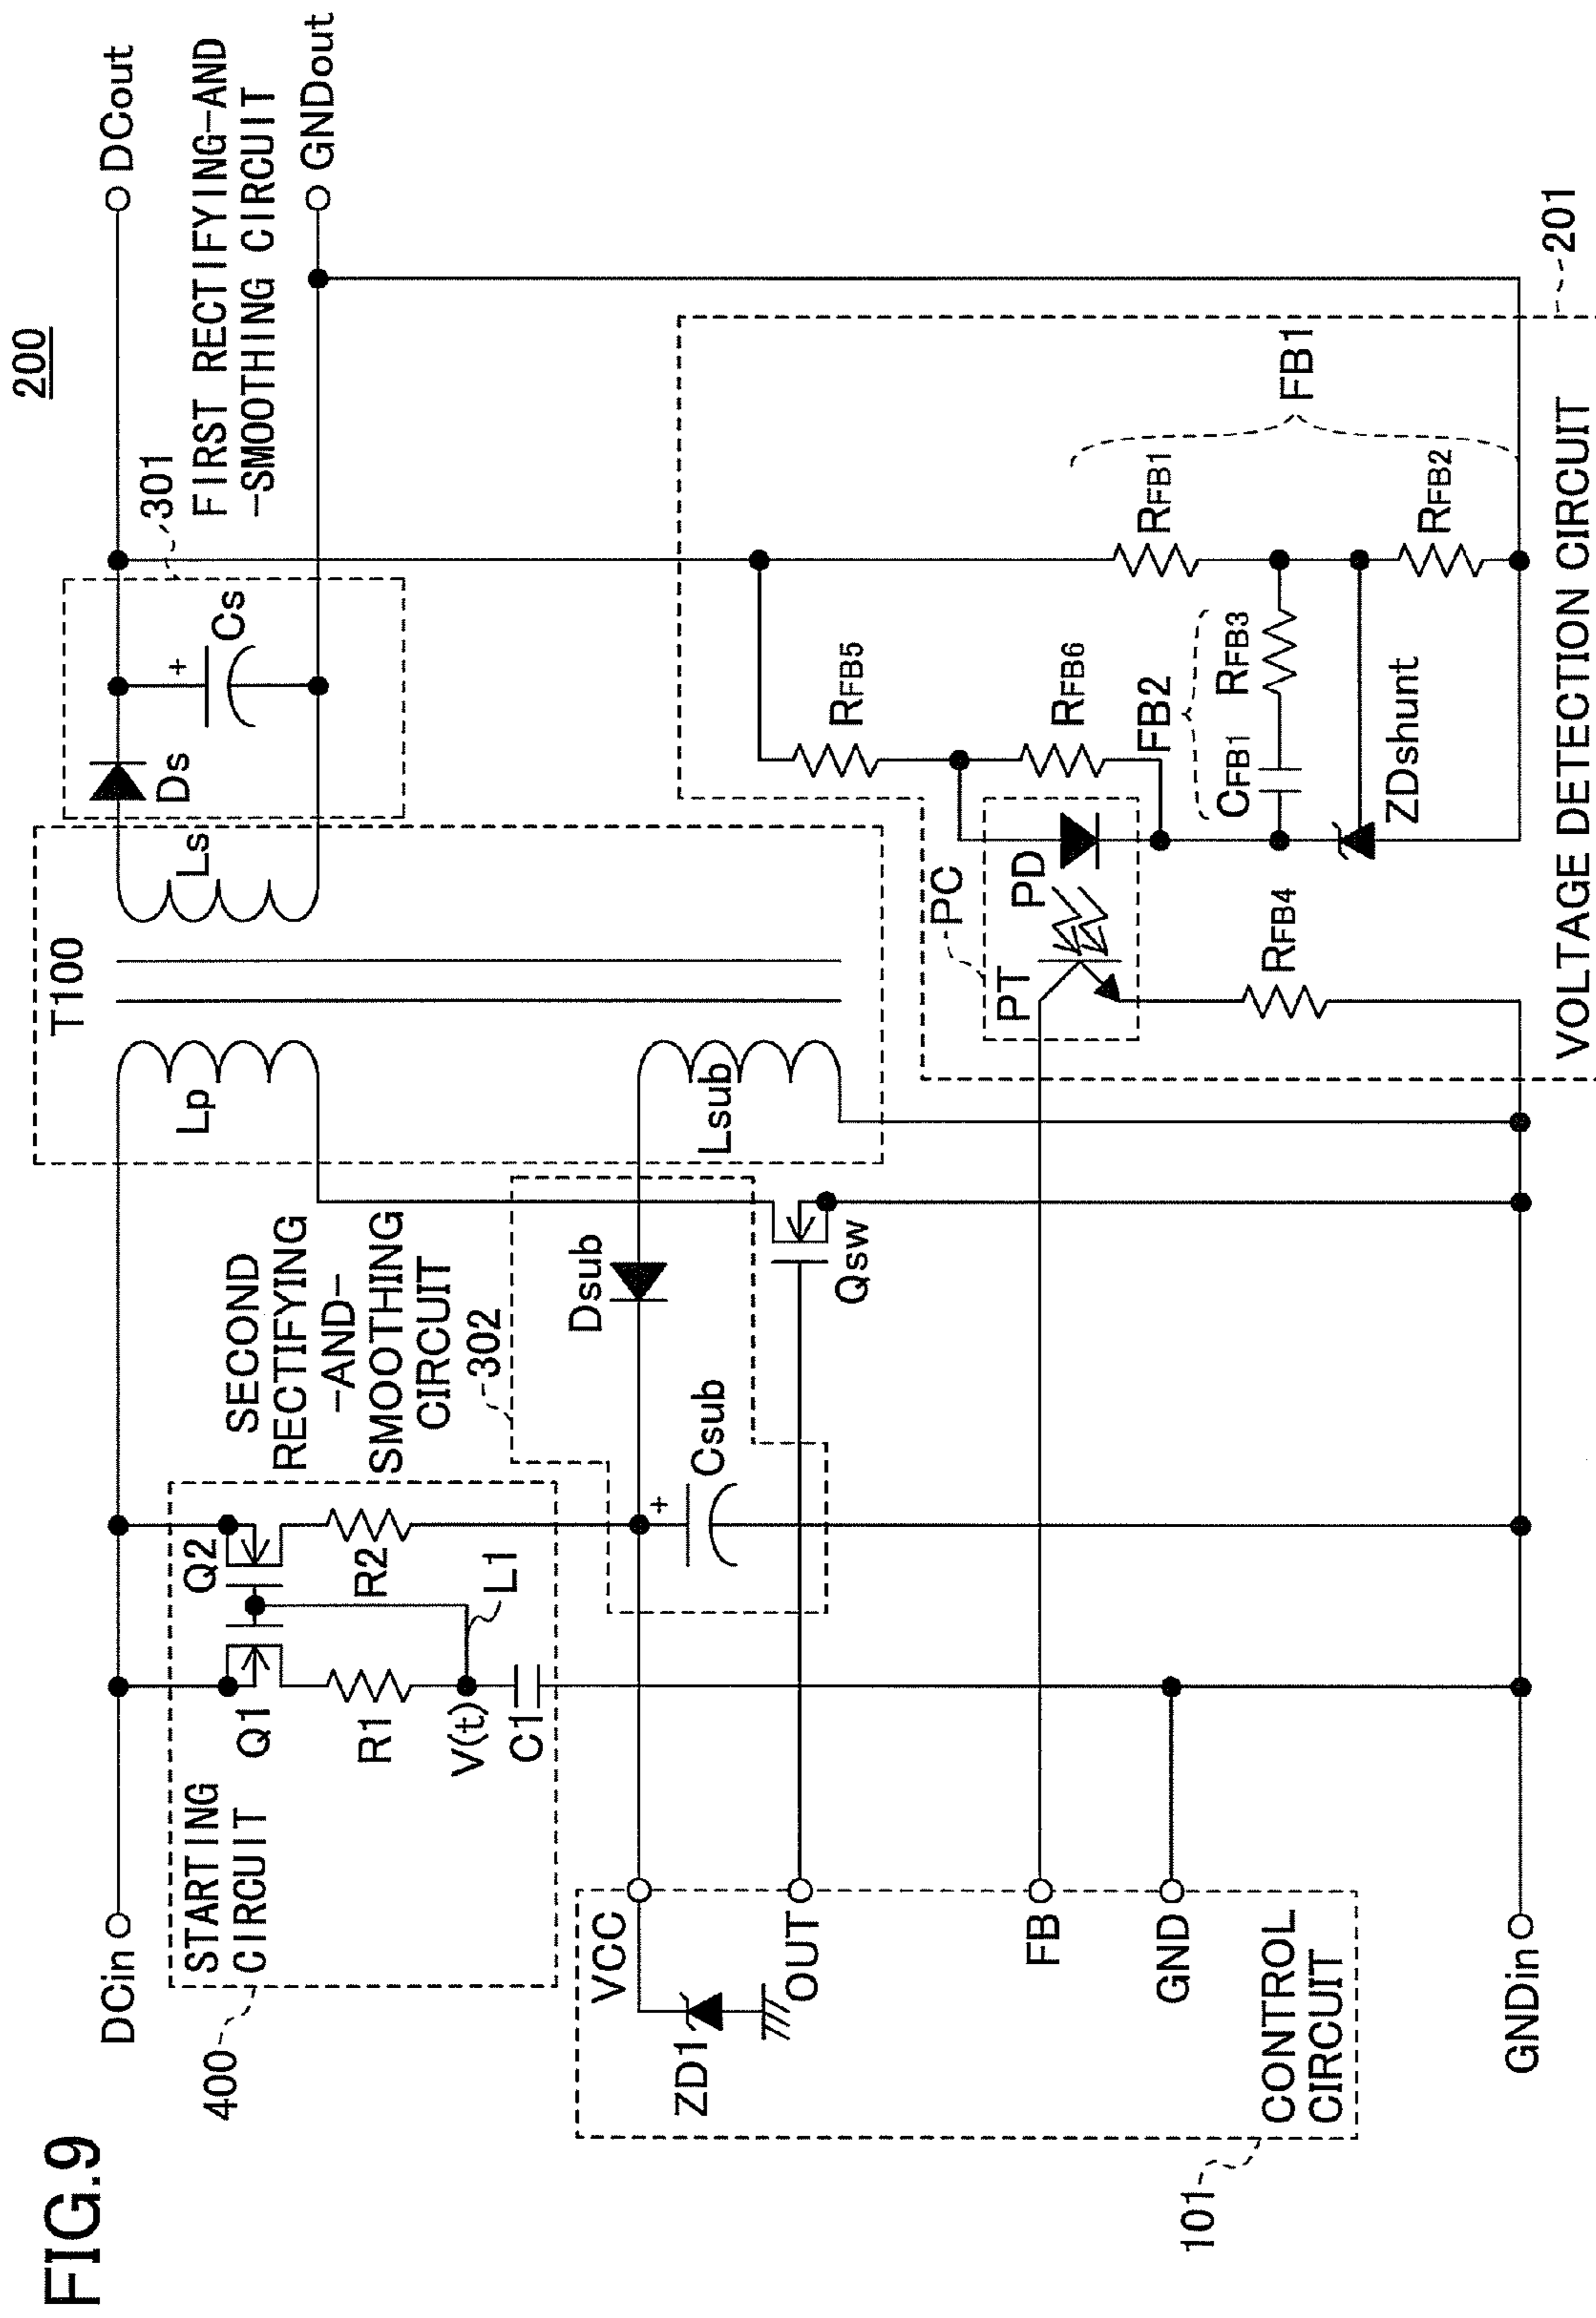 FIG.9
200
DCin
400
STARTING
CIRCUIT
Q1
Q2
R1
R2
V(t)
L1
C1
SECOND
RECTIFYING
-AND-
SMOOTHING
CIRCUIT
302
Dsub
Csub
Qsw
T100
Lp
Ls
Lsub
301
Ds
Cs
+
+
DCout
FIRST RECTIFYING-AND
-SMOOTHING CIRCUIT
GNDout
101
ZD1
VCC
OUT
FB
GND
CONTROL
CIRCUIT
GNDin
PC
PT
PD
RFB4
RFB5
RFB6
FB2
CFB1
RFB3
ZDshunt
RFB1
RFB2
FB1
201
VOLTAGE DETECTION CIRCUIT